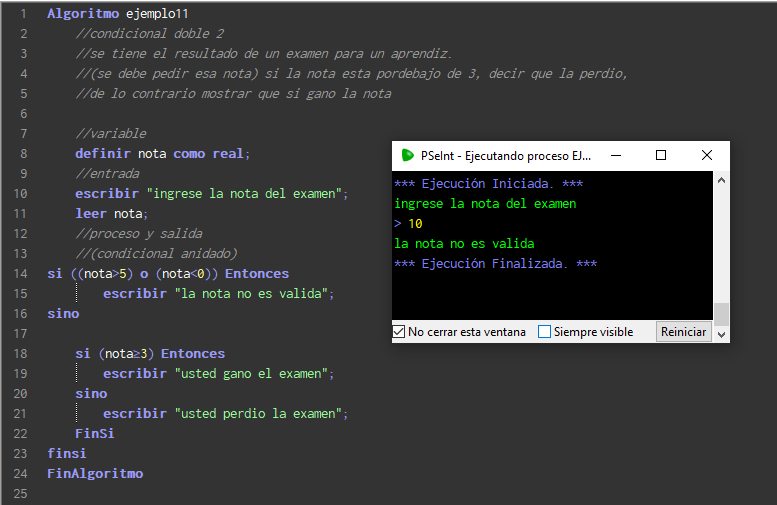 1 Algoritmo ejemplo11
2 //condicional doble 2
3 //se tiene el resultado de un examen para un aprendiz.
4 //(se debe pedir esa nota) si la nota esta pordebajo de 3, decir que la perdio,
5 //de lo contrario mostrar que si gano la nota
6
7 //variable
8 definir nota como real;
9 //entrada
10 escribir "ingrese la nota del examen";
11 leer nota;
12 //proceso y salida
13 //(condicional anidado)
14 si ((nota>5) o (nota<0)) Entonces
15 escribir "la nota no es valida";
16 sino
17
18 si (nota≥3) Entonces
19 escribir "usted gano el examen";
20 sino
21 escribir "usted perdio la examen";
22 FinSi
23 finsi
24 FinAlgoritmo
25
PSeInt - Ejecutando proceso EJ...
*** Ejecución Iniciada. ***
ingrese la nota del examen
> 10
la nota no es valida
*** Ejecución Finalizada. ***
No cerrar esta ventana Siempre visible Reiniciar